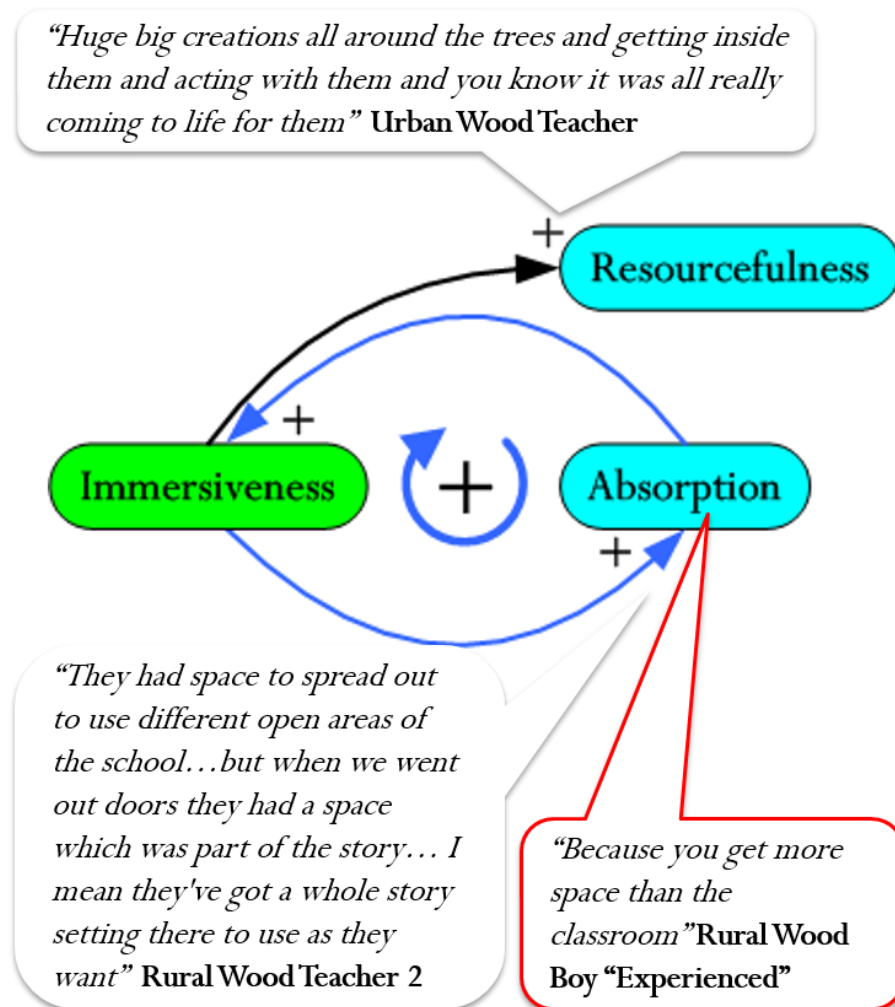 “Huge big creations all around the trees and getting inside
them and acting with them and you know it was all really
coming to life for them” Urban Wood Teacher
+
Resourcefulness
+
Immersiveness
+
Absorption
+
“They had space to spread out
to use different open areas of
the school…but when we went
out doors they had a space
which was part of the story… I
mean they've got a whole story
setting there to use as they
want” Rural Wood Teacher 2
“Because you get more
space than the
classroom”Rural Wood
Boy “Experienced”